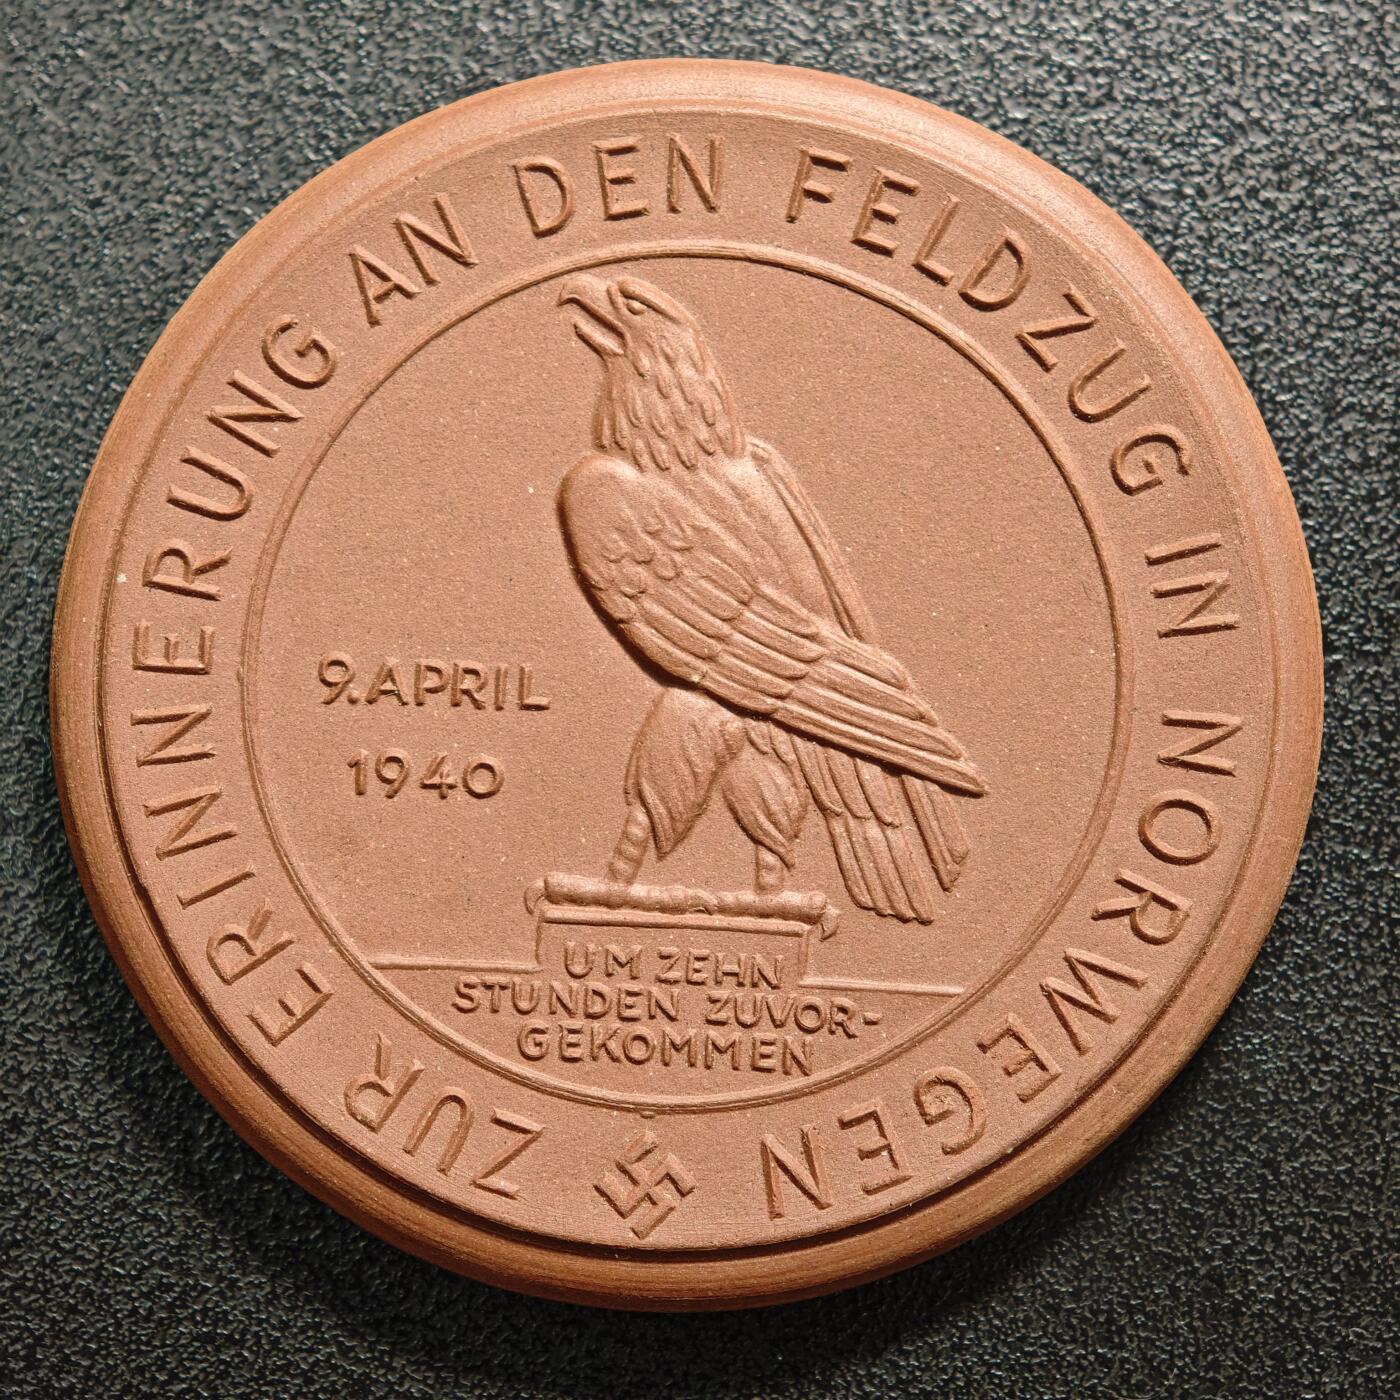 ZUR ERINNERUNG AN DEN FELDZUG IN NORWEGEN
9. APRIL
1940
UM ZEHN
STUNDEN ZUVOR-
GEKOMMEN